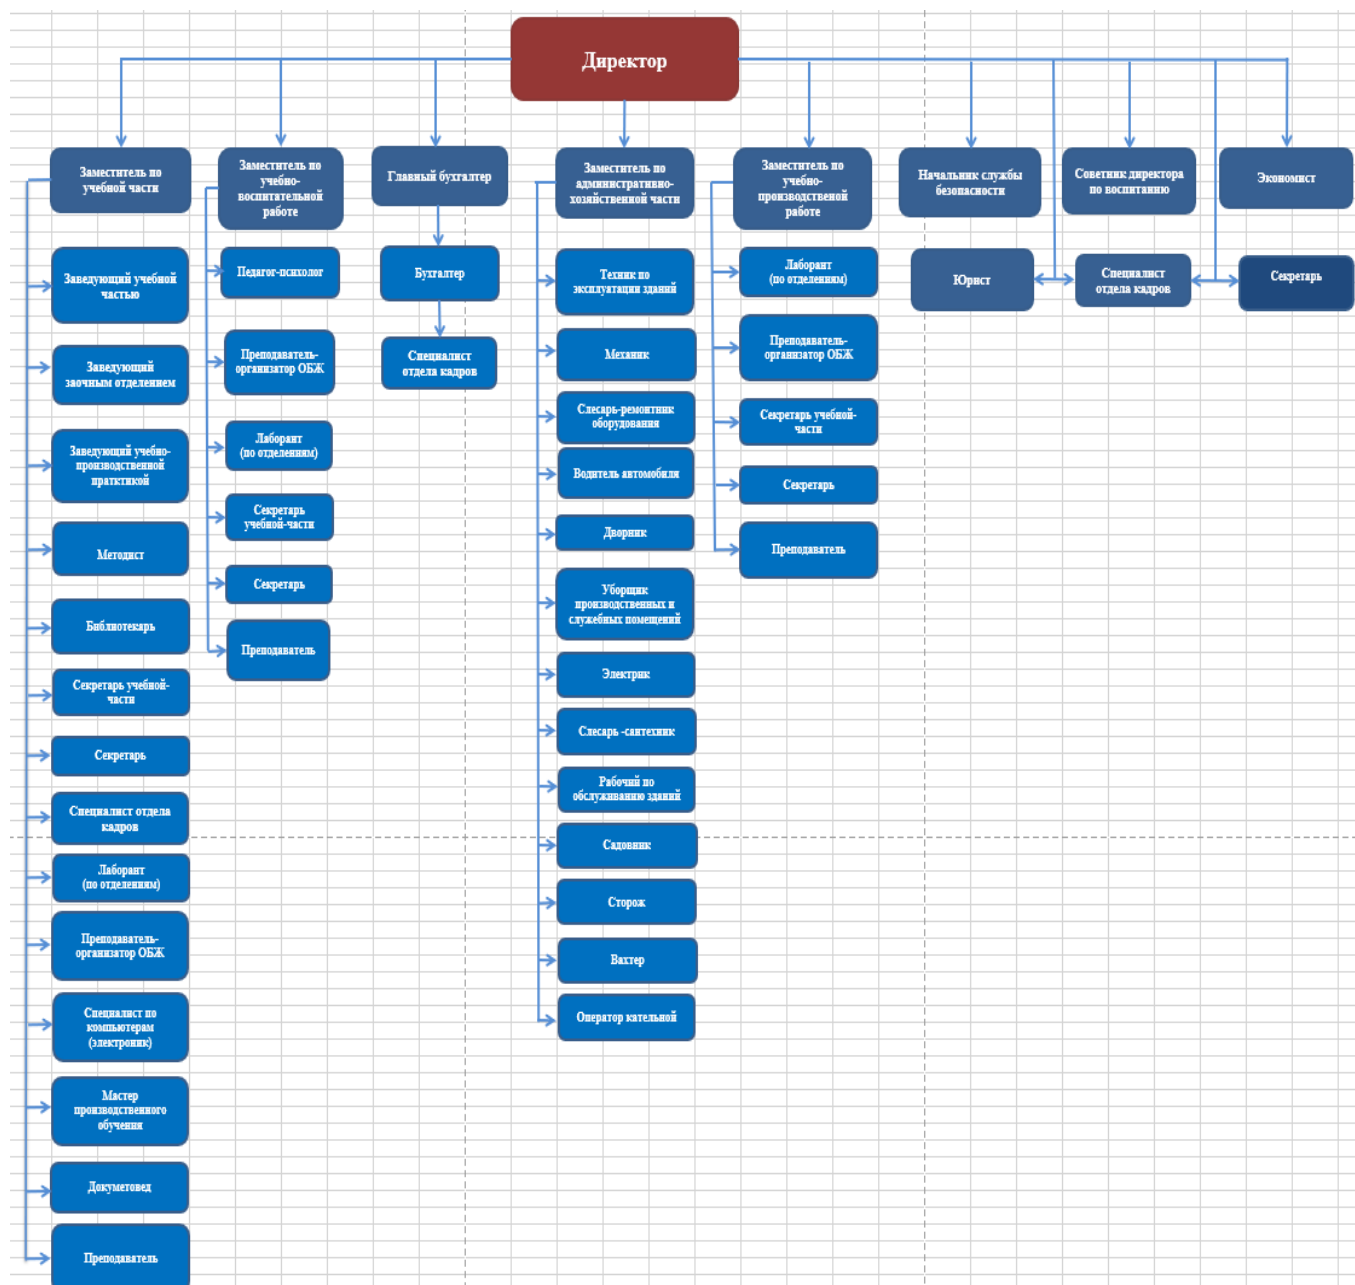 Директор
Заместитель по
учебной части
Заведующий учебной
частью
Заведующий
заочным отделением
Заведующий учебно-
производственной
пратктикой
Методист
Библиотекарь
Секретарь учебной-
части
Секретарь
Специалист отдела
кадров
Лаборант
(по отделениям)
Преподаватель-
организатор ОБЖ
Специалист по
компьютерам
(электроник)
Мастер
производственного
обучения
Докуметовед
Преподаватель
Заместитель по
учебно-
воспитательной
работе
Педагог-психолог
Преподаватель-
организатор ОБЖ
Лаборант
(по отделениям)
Секретарь
учебной-части
Секретарь
Преподаватель
Главный бухгалтер
Бухгалтер
Специалист
отдела кадров
Заместитель по
административно-
хозяйственной части
Техник по
эксплуатации зданий
Механик
Слесарь-ремонтник
оборудования
Водитель автомобиля
Дворник
Уборщик
производственных и
служебных помещений
Электрик
Слесарь -сантехник
Рабочий по
обслуживанию зданий
Садовник
Сторож
Вахтер
Оператор кательной
Заместитель по
учебно-
производственой
работе
Лаборант
(по отделениям)
Преподаватель-
организатор ОБЖ
Секретарь учебной-
части
Секретарь
Преподаватель
Начальник службы
безопасности
Советник директора
по воспитанию
Экономист
Юрист
Специалист
отдела кадров
Секретарь